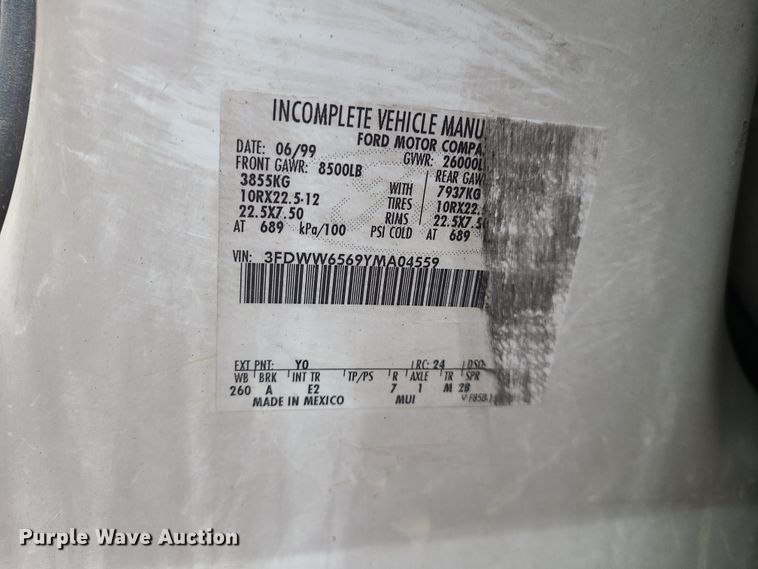 INCOMPLETE VEHICLE MANU
FORD MOTOR COMPA
DATE: 06/99 GVWR: 26000L
FRONT GAWR: 8500LB REAR GAW
3855KG WITH 7937KG
10RX22.5-12 TIRES 10RX22.
22.5X7.50 RIMS 22.5X7.5
AT 689 kPa/100 PSI COLD AT 689
VIN: 3FDWW6569YMA04559
EXT PNT: Y0 RC: 24 DSO
WB BRK INT TR TP/PS R AXLE TR SPR
260 A E2 7 1 M 28
MADE IN MEXICO MUI
Purple Wave Auction